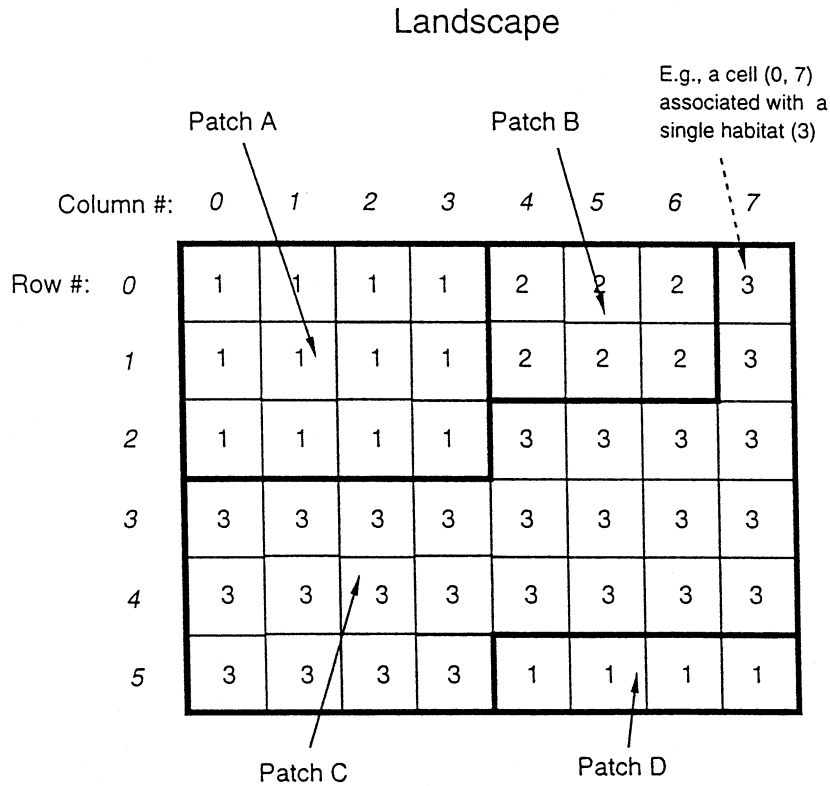 Landscape
E.g., a cell (0, 7)
associated with a
single habitat (3)
Patch A
Patch B
Column #: 0 1 2 3 4 5 6 7
Row #: 0 1 1 1 1 2 2 2 3
1 1 1 1 1 2 2 2 3
2 1 1 1 1 3 3 3 3
3 3 3 3 3 3 3 3 3
4 3 3 3 3 3 3 3 3
5 3 3 3 3 1 1 1 1
Patch C
Patch D